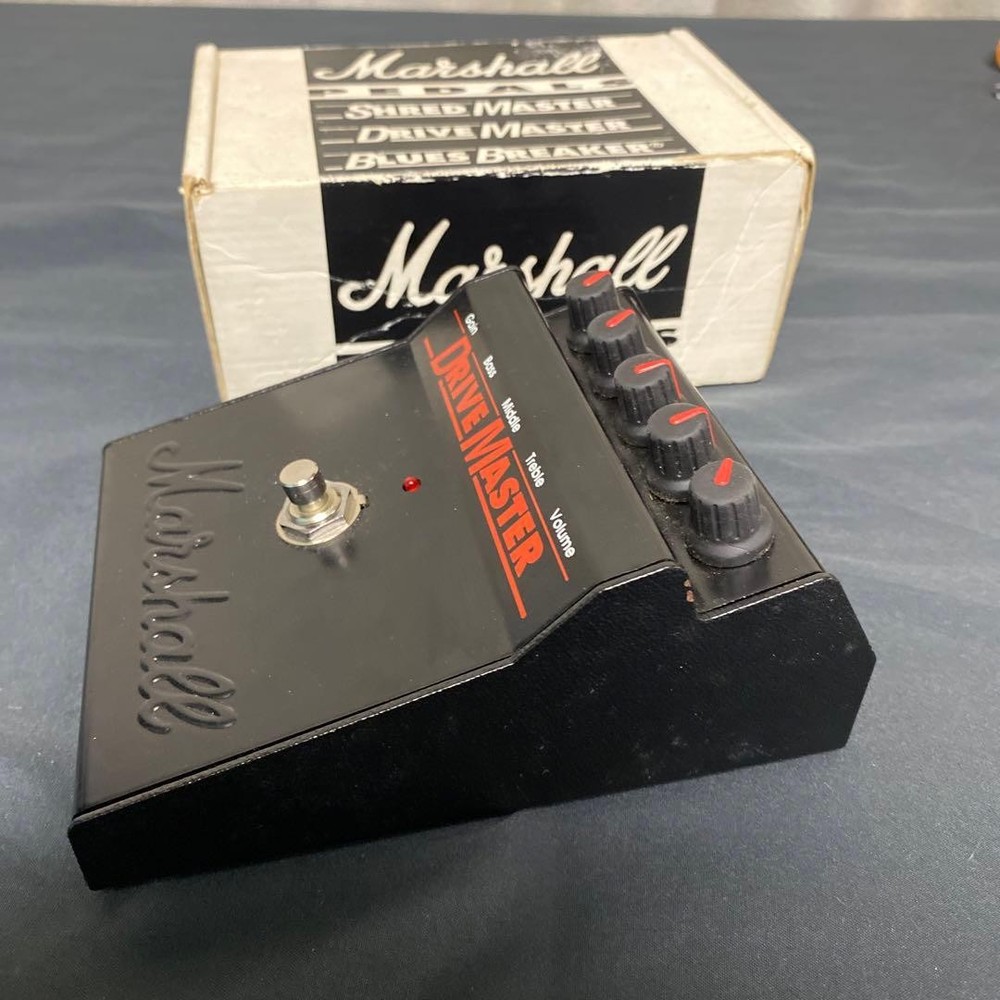 Marshall
PEDALS
SHRED MASTER
DRIVE MASTER
BLUES BREAKER®
Marshall
Gain
Bass
Middle
Treble
Volume
DRIVE MASTER
Marshall